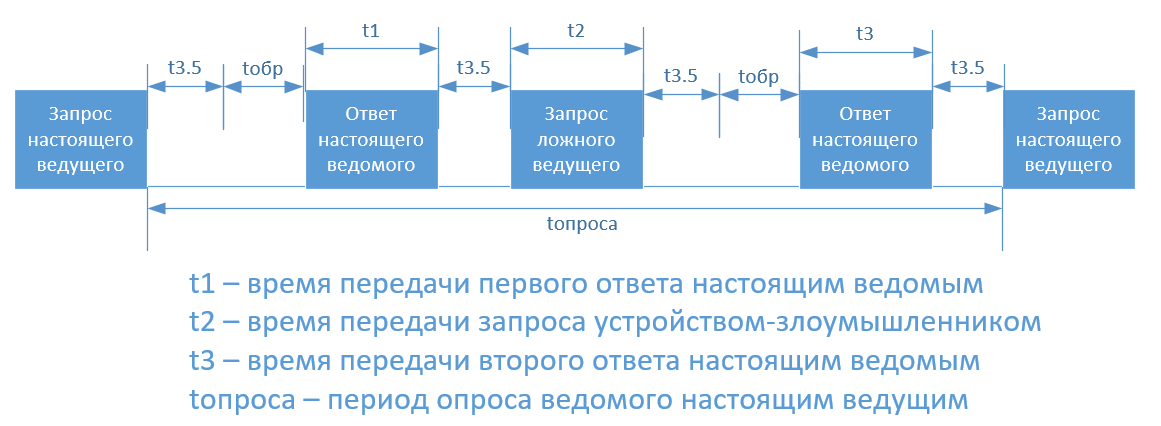 t1
t2
t3
t3.5
tобр
t3.5
t3.5
tобр
t3.5
Запрос
настоящего
ведущего
Ответ
настоящего
ведомого
Запрос
ложного
ведущего
Ответ
настоящего
ведомого
Запрос
настоящего
ведущего
tопроса
t1 – время передачи первого ответа настоящим ведомым
t2 – время передачи запроса устройством-злоумышленником
t3 – время передачи второго ответа настоящим ведомым
tопроса – период опроса ведомого настоящим ведущим